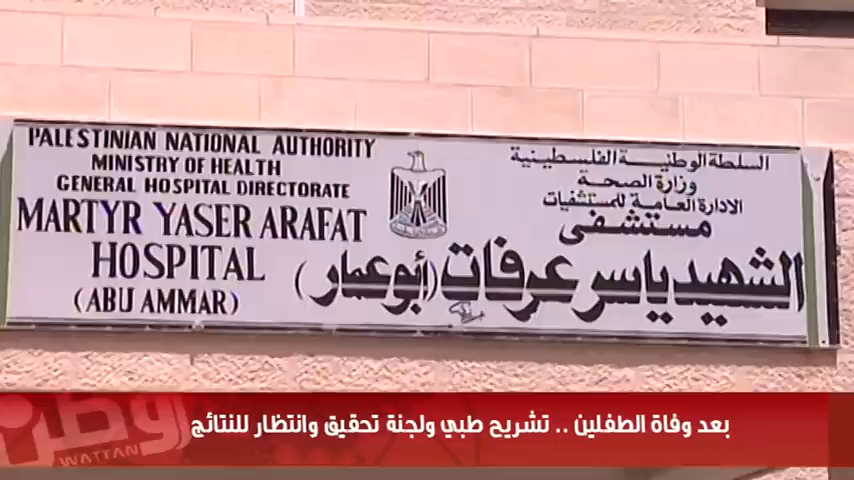 PALESTINIAN NATIONAL AUTHORITY
MINISTRY OF HEALTH
GENERAL HOSPITAL DIRECTORATE
MARTYR YASER ARAFAT
HOSPITAL
(ABU AMMAR)
السلطة الوطنية الفلسطينية
وزارة الصحة
الادارة العامة للمستشفيات
مستشفى
الشهيد ياسر عرفات (أبو عمار)
بعد وفاة الطفلين .. تشريح طبي ولجنة تحقيق وانتظار للنتائج
وطن
WATTAN